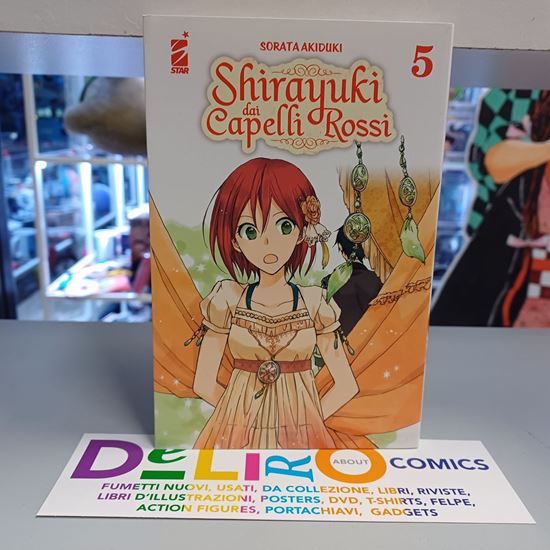 STAR
SORATA AKIDUKI
5
Shirayuki
dai
Capelli Rossi
DeLiRO ABOUT COMICS
FUMETTI NUOVI, USATI, DA COLLEZIONE, LIBRI, RIVISTE,
LIBRI D'ILLUSTRAZIONI, POSTERS, DVD, T-SHIRTS, FELPE,
ACTION FIGURES, PORTACHIAVI, GADGETS